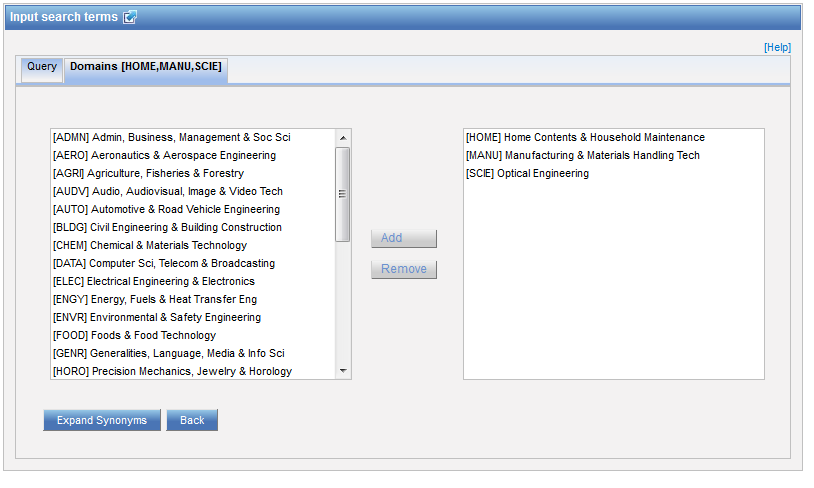 Input search terms
[Help]
Query
Domains [HOME,MANU,SCIE]
[ADMN] Admin, Business, Management & Soc Sci
[AERO] Aeronautics & Aerospace Engineering
[AGRI] Agriculture, Fisheries & Forestry
[AUDV] Audio, Audiovisual, Image & Video Tech
[AUTO] Automotive & Road Vehicle Engineering
[BLDG] Civil Engineering & Building Construction
[CHEM] Chemical & Materials Technology
[DATA] Computer Sci, Telecom & Broadcasting
[ELEC] Electrical Engineering & Electronics
[ENGY] Energy, Fuels & Heat Transfer Eng
[ENVR] Environmental & Safety Engineering
[FOOD] Foods & Food Technology
[GENR] Generalities, Language, Media & Info Sci
[HORO] Precision Mechanics, Jewelry & Horology
Add
Remove
[HOME] Home Contents & Household Maintenance
[MANU] Manufacturing & Materials Handling Tech
[SCIE] Optical Engineering
Expand Synonyms
Back